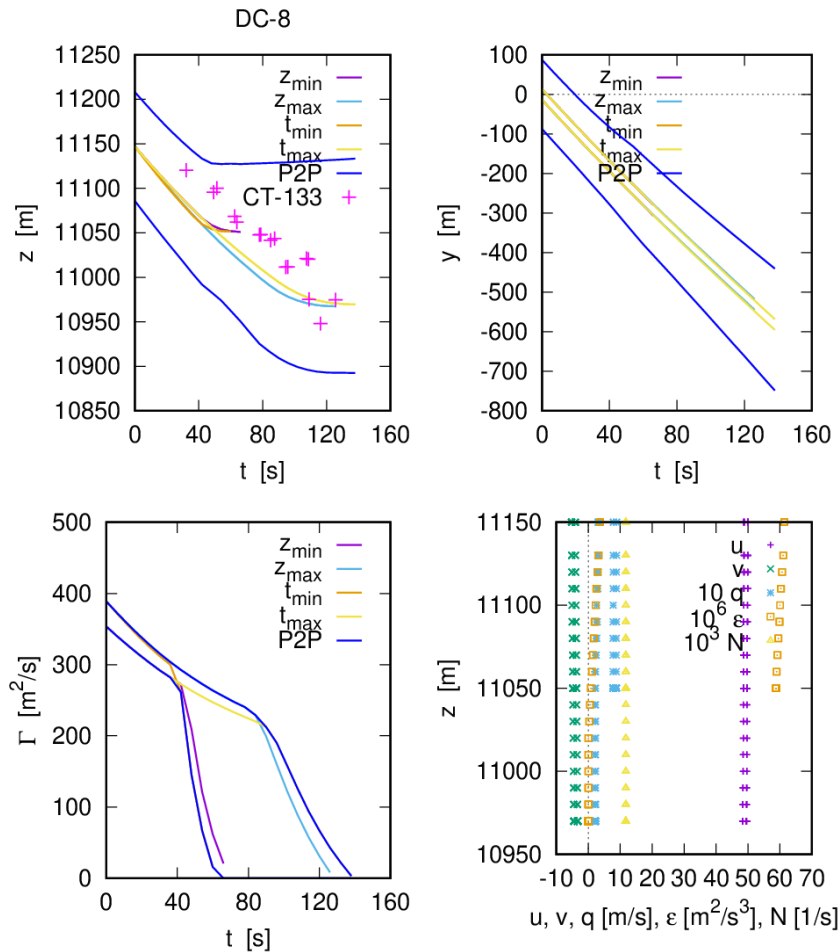 DC-8
11250
11200
11150
11100
11050
11000
10950
10900
10850
0 40 80 120 160
z [m]
t [s]
z_min
z_max
t_min
t_max
P2P
CT-133
100
0
-100
-200
-300
-400
-500
-600
-700
-800
0 40 80 120 160
y [m]
t [s]
z_min
z_max
t_min
t_max
P2P
500
400
300
200
100
0
0 40 80 120 160
Γ [m²/s]
t [s]
z_min
z_max
t_min
t_max
P2P
11150
11100
11050
11000
10950
-10 0 10 20 30 40 50 60 70
z [m]
u, v, q [m/s], ε [m²/s³], N [1/s]
u
v
10 q
10⁶ ε
10³ N